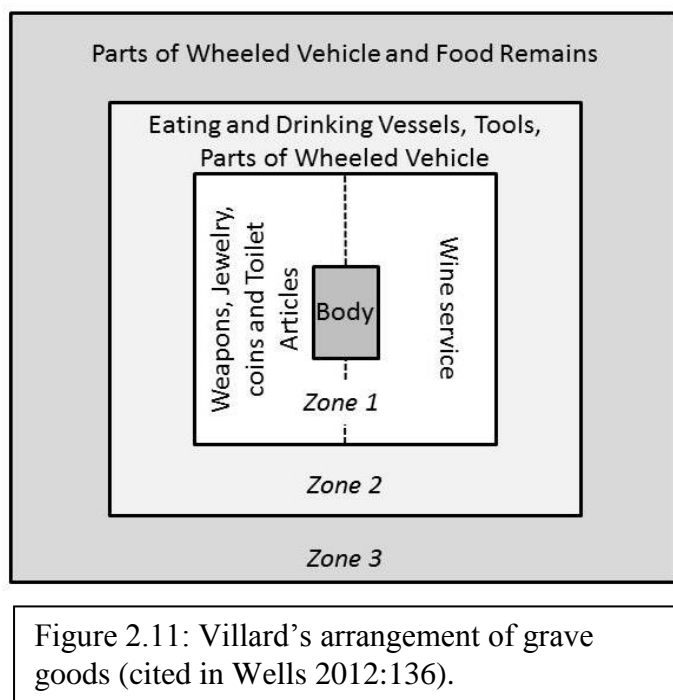 Parts of Wheeled Vehicle and Food Remains
Eating and Drinking Vessels, Tools,
Parts of Wheeled Vehicle
Weapons, Jewelry,
coins and Toilet
Articles
Body
Wine service
Zone 1
Zone 2
Zone 3
Figure 2.11: Villard’s arrangement of grave
goods (cited in Wells 2012:136).